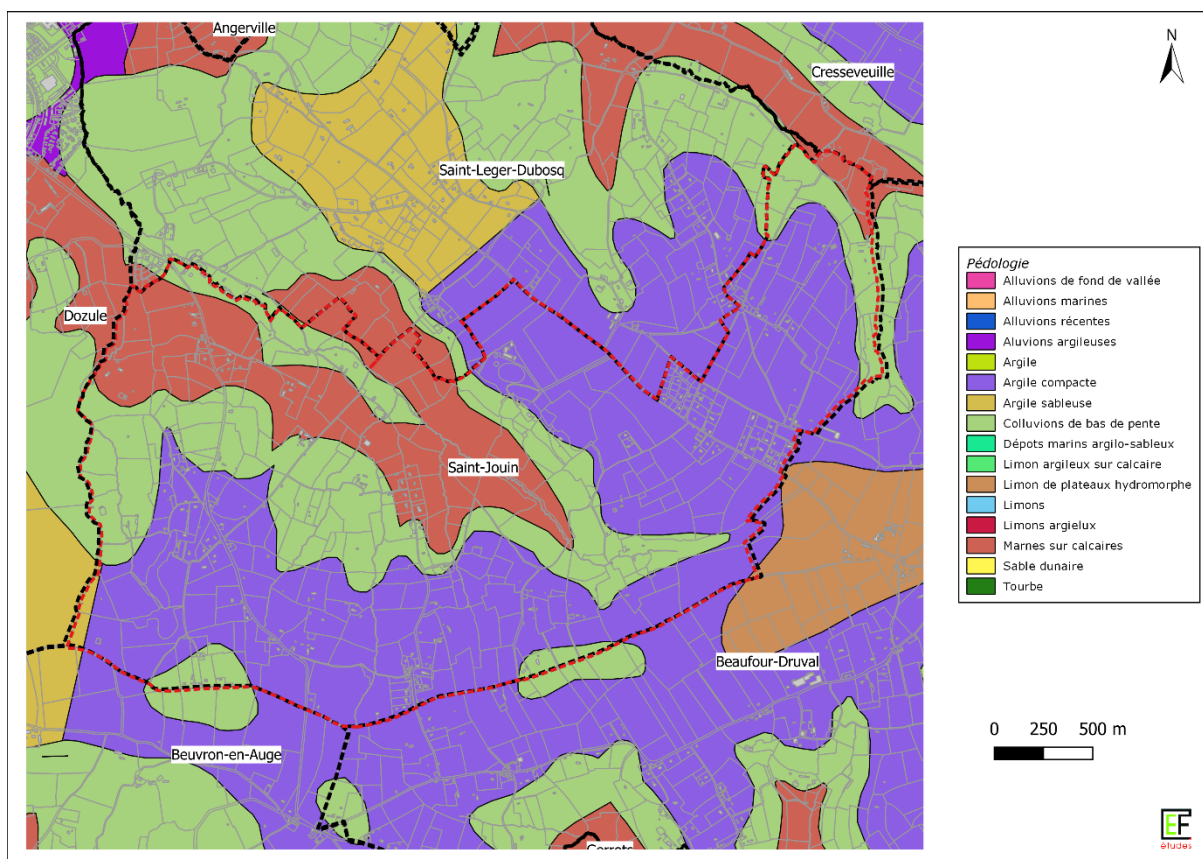 Angerville
N
Cresseveuille
Saint-Leger-Dubosq
Dozule
Saint-Jouin
Beaufour-Druval
Beuvron-en-Auge
Pédologie
Alluvions de fond de vallée
Alluvions marines
Alluvions récentes
Aluvions argileuses
Argile
Argile compacte
Argile sableuse
Colluvions de bas de pente
Dépots marins argilo-sableux
Limon argileux sur calcaire
Limon de plateaux hydromorphe
Limons
Limons argielux
Marnes sur calcaires
Sable dunaire
Tourbe
0 250 500 m
CEF
études